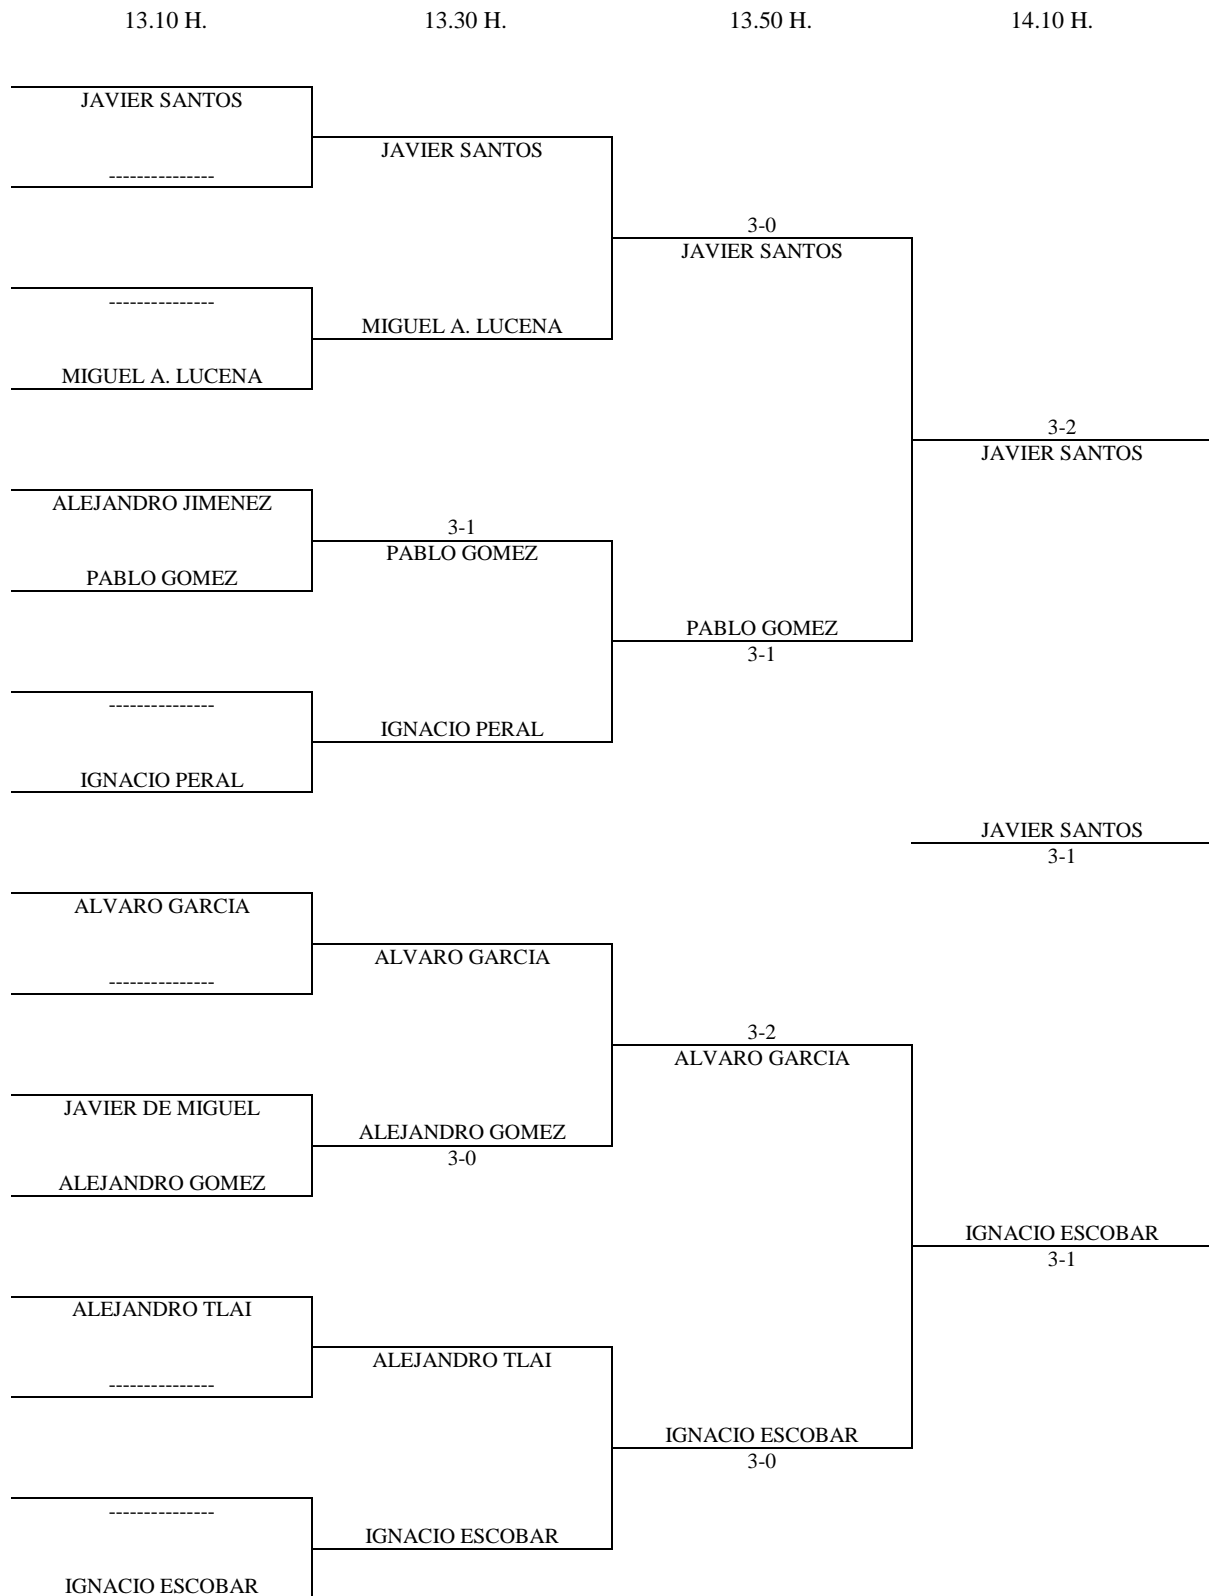 13.10 H. 13.30 H. 13.50 H. 14.10 H.
JAVIER SANTOS
JAVIER SANTOS
---------------
3-0
JAVIER SANTOS
---------------
MIGUEL A. LUCENA
MIGUEL A. LUCENA
3-2
JAVIER SANTOS
ALEJANDRO JIMENEZ
3-1
PABLO GOMEZ
PABLO GOMEZ
PABLO GOMEZ
3-1
---------------
IGNACIO PERAL
IGNACIO PERAL
JAVIER SANTOS
3-1
ALVARO GARCIA
ALVARO GARCIA
---------------
3-2
ALVARO GARCIA
JAVIER DE MIGUEL
ALEJANDRO GOMEZ
3-0
ALEJANDRO GOMEZ
IGNACIO ESCOBAR
3-1
ALEJANDRO TLAI
ALEJANDRO TLAI
---------------
IGNACIO ESCOBAR
3-0
---------------
IGNACIO ESCOBAR
IGNACIO ESCOBAR